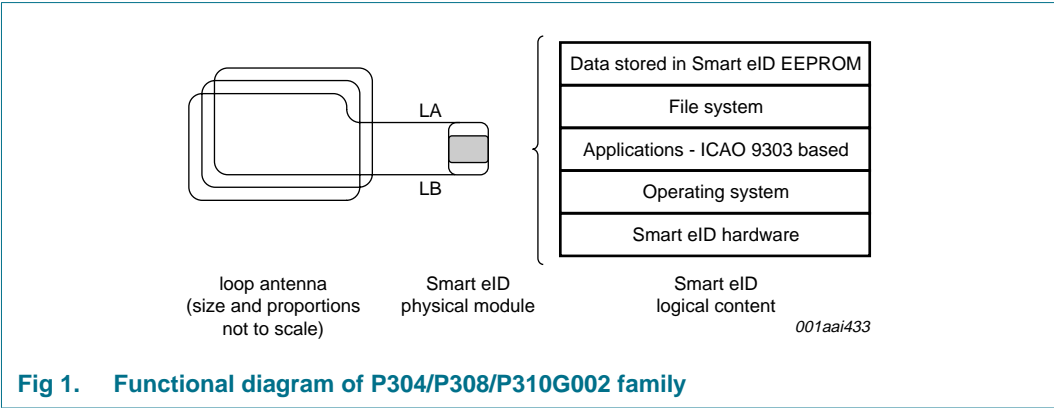 Data stored in Smart eID EEPROM
File system
LA
Applications - ICAO 9303 based
Operating system
LB
Smart eID hardware
loop antenna
(size and proportions
not to scale)
Smart eID
physical module
Smart eID
logical content
001aai433
Fig 1. Functional diagram of P304/P308/P310G002 family